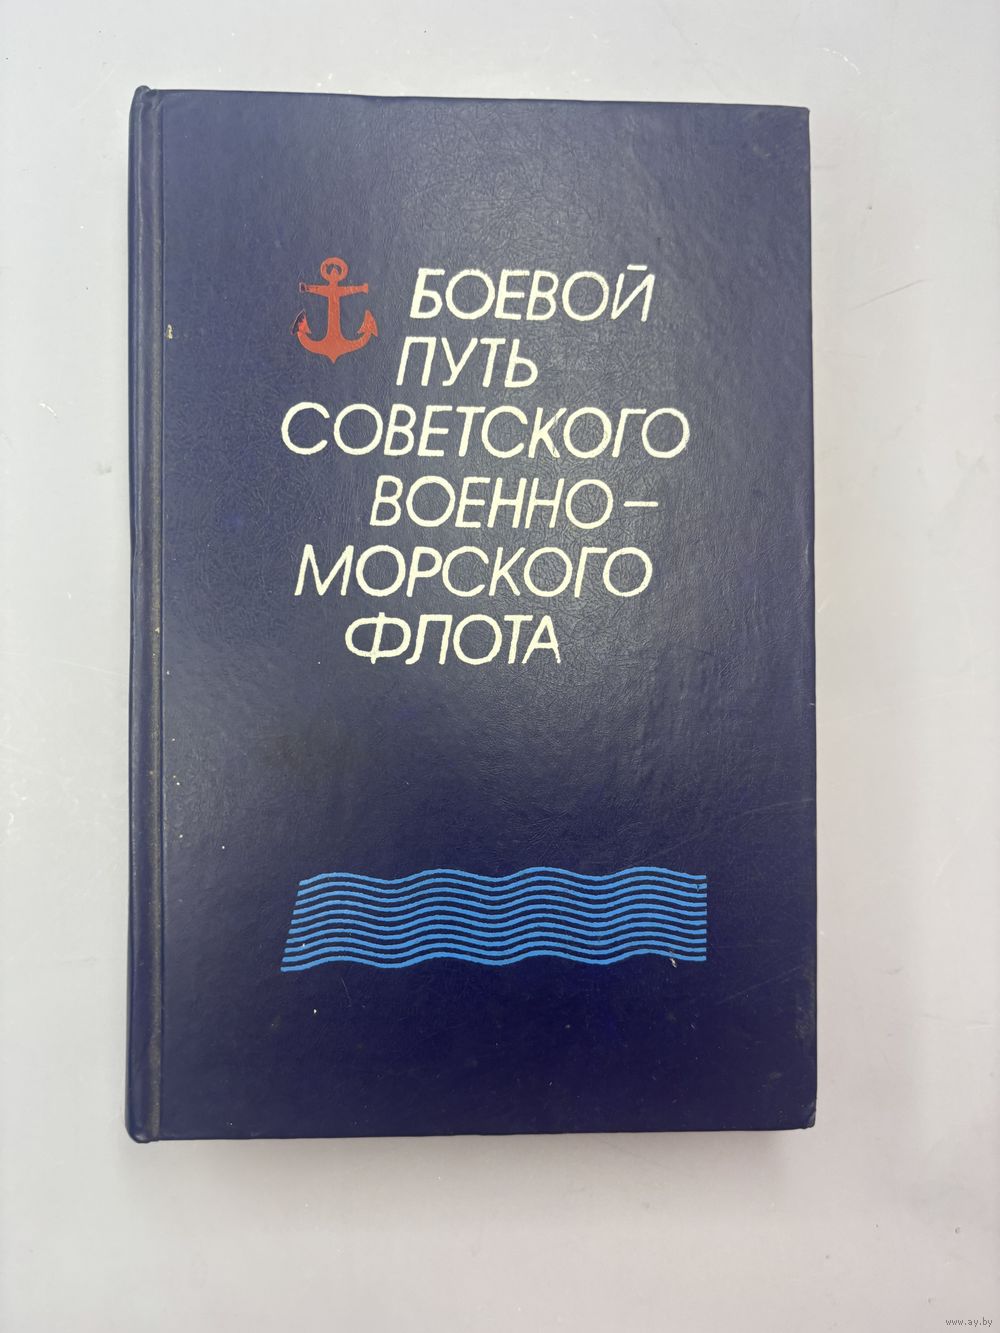 БОЕВОЙ
ПУТЬ
СОВЕТСКОГО
ВОЕННО-
МОРСКОГО
ФЛОТА
www.ay.by